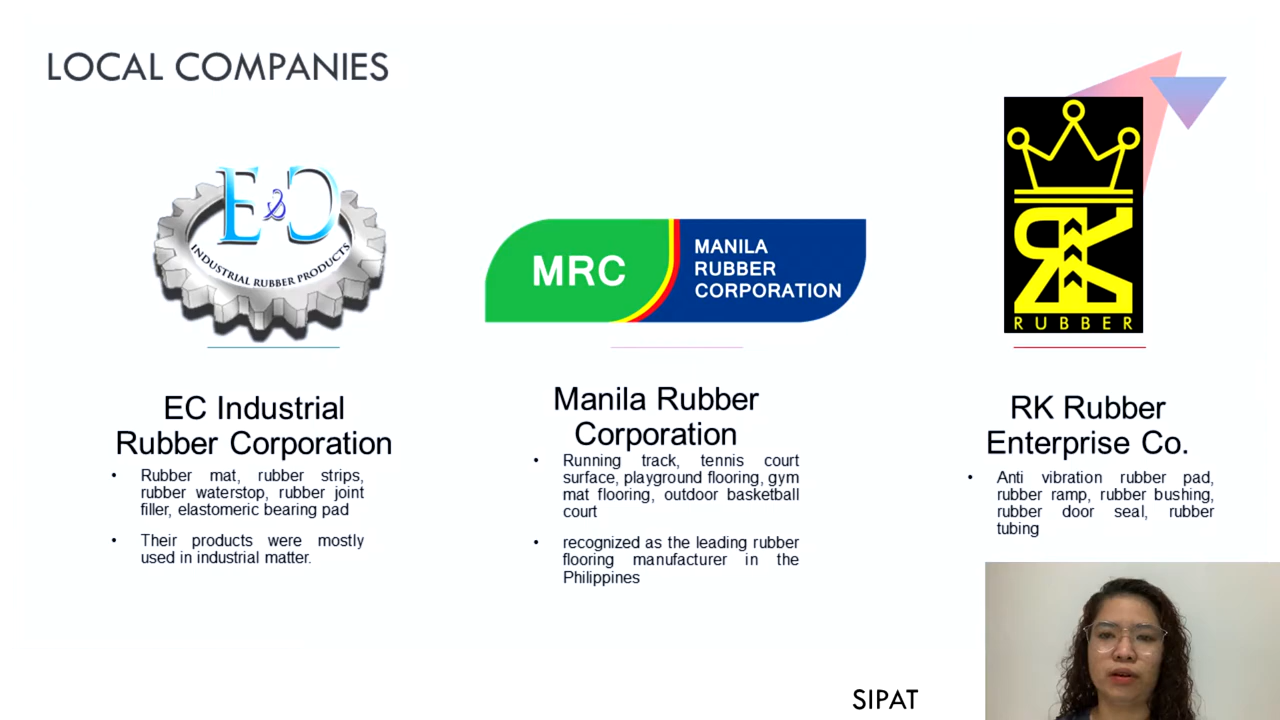 LOCAL COMPANIES
E&C
INDUSTRIAL RUBBER PRODUCTS
MRC
MANILA
RUBBER
CORPORATION
RK
RUBBER
EC Industrial
Rubber Corporation
• Rubber mat, rubber strips,
rubber waterstop, rubber joint
filler, elastomeric bearing pad
• Their products were mostly
used in industrial matter.
Manila Rubber
Corporation
• Running track, tennis court
surface, playground flooring, gym
mat flooring, outdoor basketball
court
• recognized as the leading rubber
flooring manufacturer in the
Philippines
RK Rubber
Enterprise Co.
• Anti vibration rubber pad,
rubber ramp, rubber bushing,
rubber door seal, rubber
tubing
SIPAT